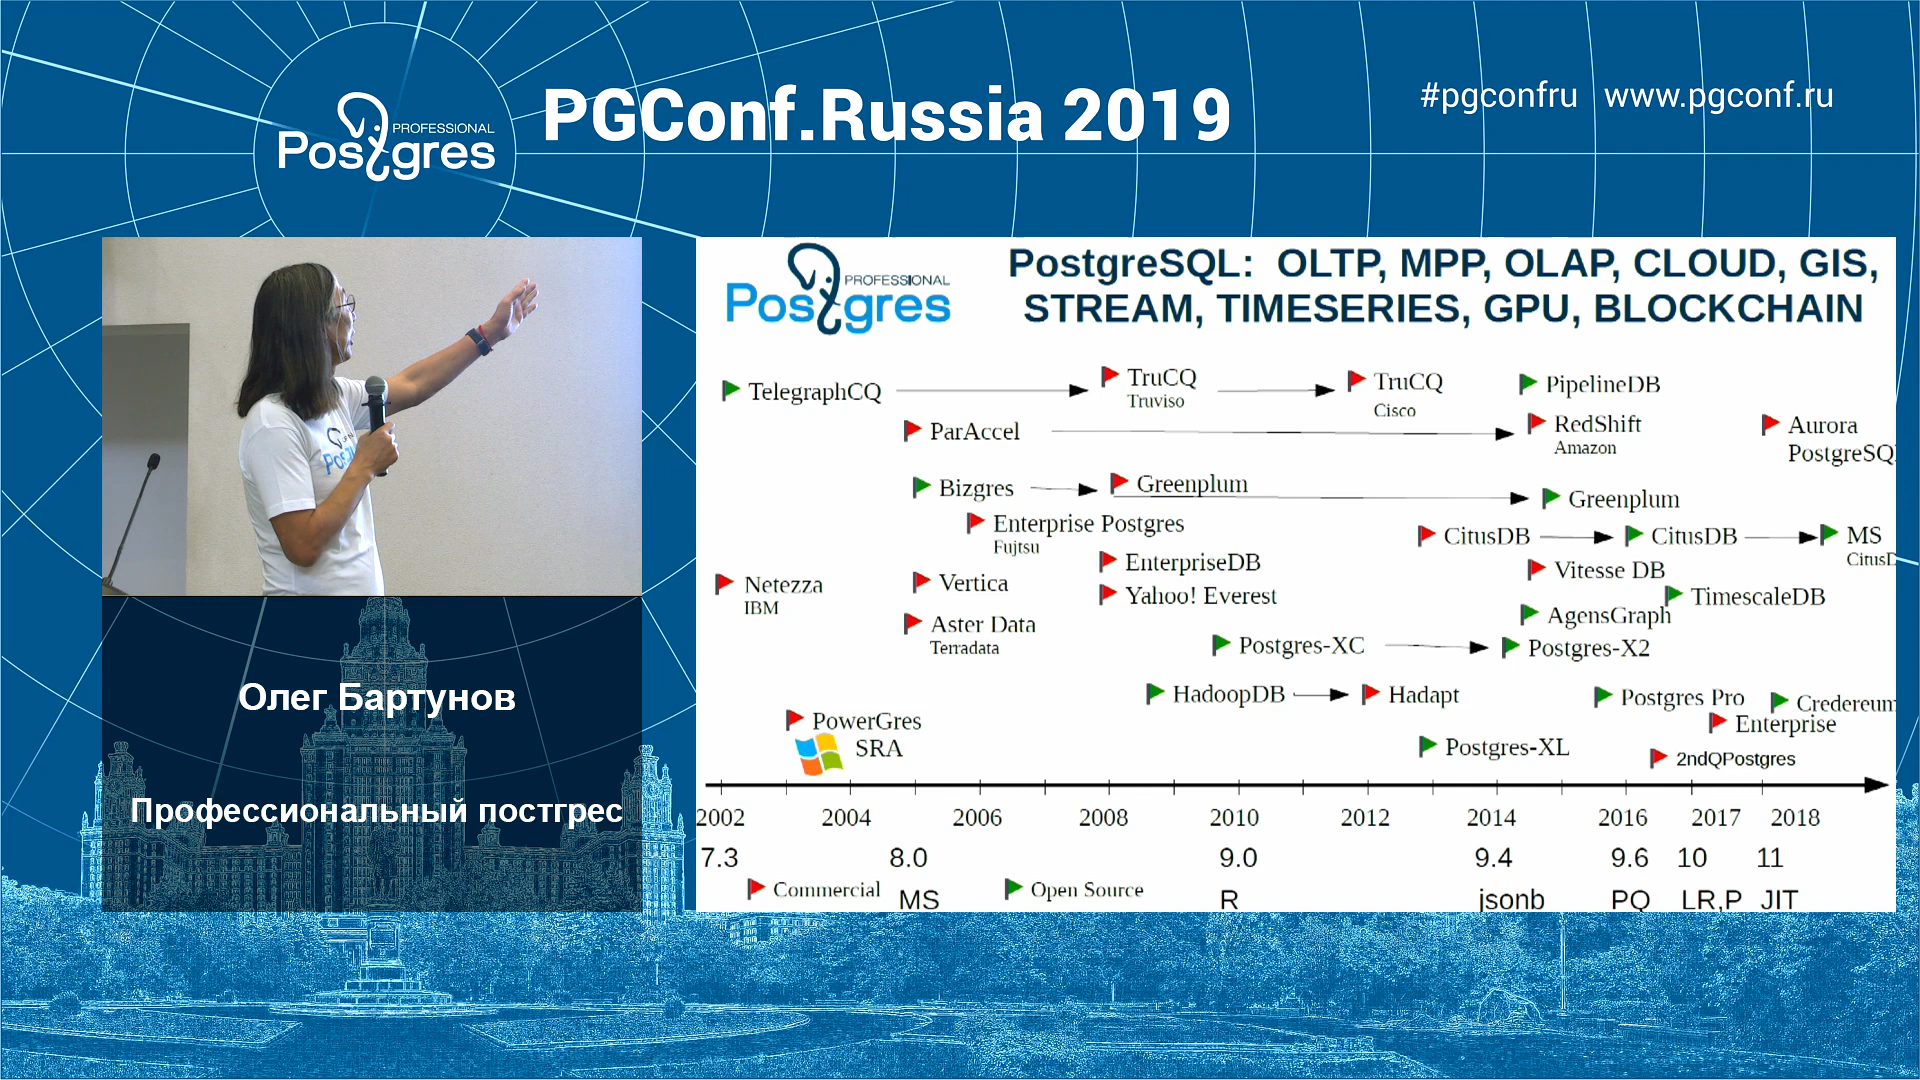 PROFESSIONAL
Postgres
PGConf.Russia 2019
#pgconfru www.pgconf.ru
Олег Бартунов
Профессиональный постгрес
PROFESSIONAL
Postgres
PostgreSQL: OLTP, MPP, OLAP, CLOUD, GIS,
STREAM, TIMESERIES, GPU, BLOCKCHAIN
TelegraphCQ
TruCQ
Truviso
TruCQ
Cisco
PipelineDB
ParAccel
RedShift
Amazon
Aurora
PostgreSQ
Bizgres
Greenplum
Greenplum
Enterprise Postgres
Fujtsu
CitusDB
CitusDB
MS
CitusD
EnterpriseDB
Vitesse DB
Netezza
IBM
Vertica
Yahoo! Everest
TimescaleDB
Aster Data
Terradata
AgensGraph
Postgres-XC
Postgres-X2
HadoopDB
Hadapt
Postgres Pro
Enterprise
Credereum
PowerGres
SRA
Postgres-XL
2ndQPostgres
2002 2004 2006 2008 2010 2012 2014 2016 2017 2018
7.3 8.0 9.0 9.4 9.6 10 11
Commercial
MS
Open Source
R jsonb PQ LR,P JIT